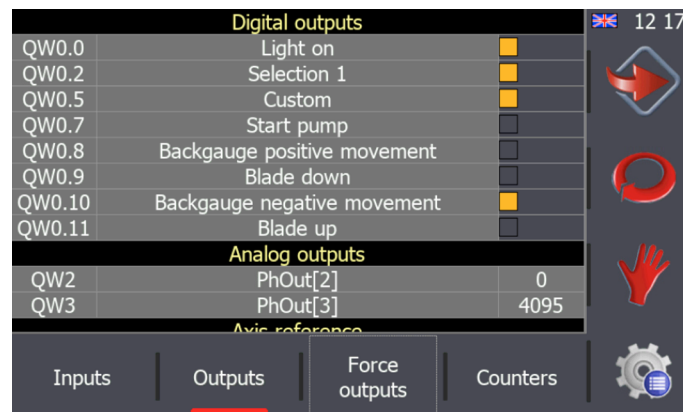 Digital outputs
12 17
QW0.0 Light on
QW0.2 Selection 1
QW0.5 Custom
QW0.7 Start pump
QW0.8 Backgauge positive movement
QW0.9 Blade down
QW0.10 Backgauge negative movement
QW0.11 Blade up
Analog outputs
QW2 PhOut[2] 0
QW3 PhOut[3] 4095
Axis reference
Inputs
Outputs
Force
outputs
Counters